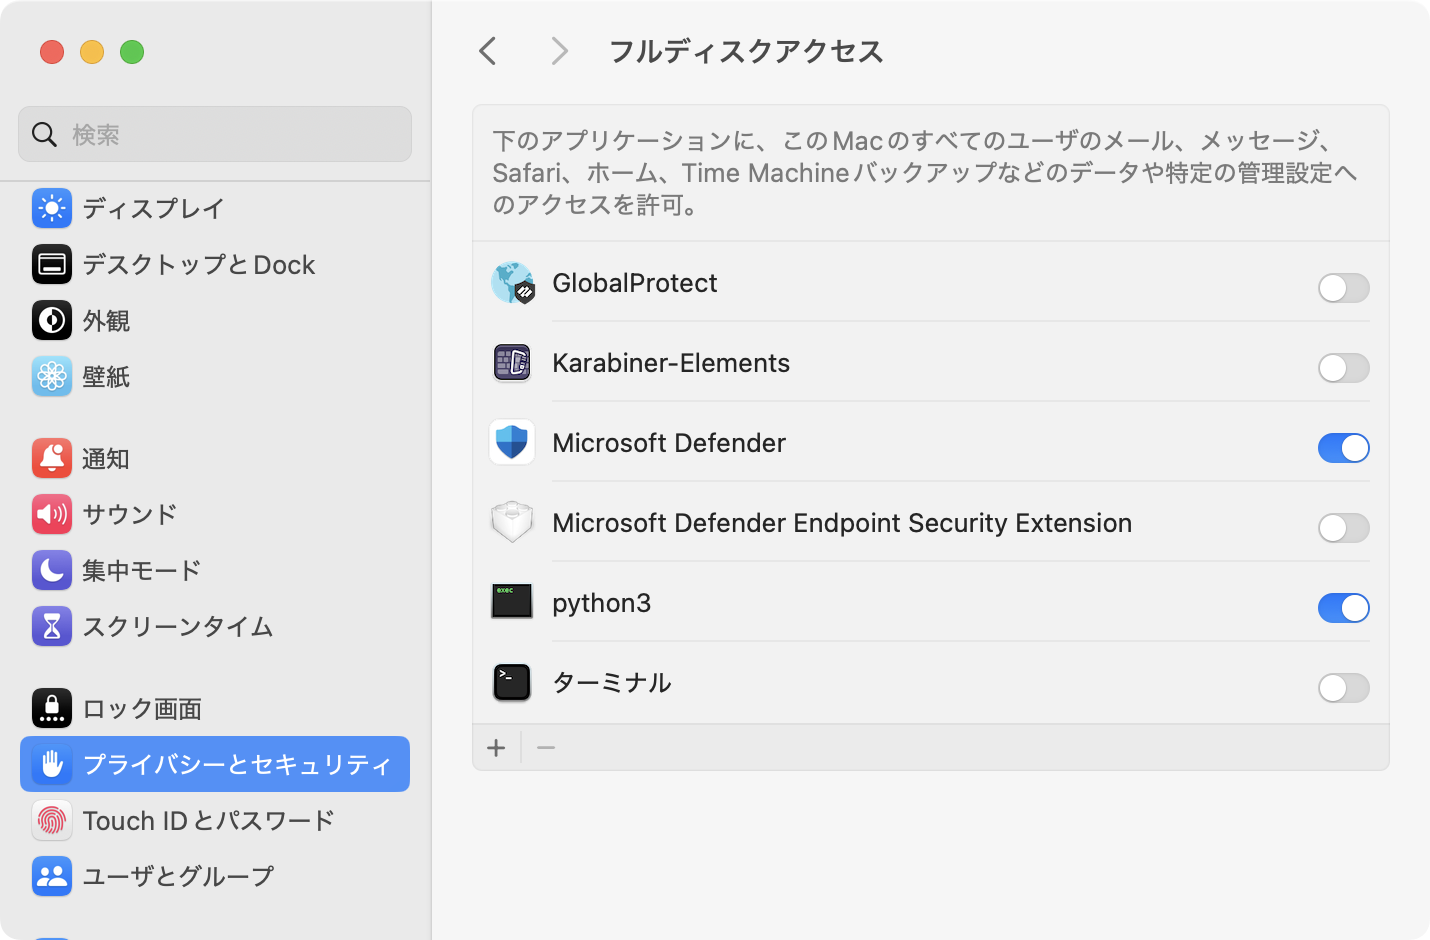 検索
ディスプレイ
デスクトップとDock
外観
壁紙
通知
サウンド
集中モード
スクリーンタイム
ロック画面
プライバシーとセキュリティ
Touch IDとパスワード
ユーザとグループ
フルディスクアクセス
下のアプリケーションに、このMacのすべてのユーザのメール、メッセージ、
Safari、ホーム、Time Machineバックアップなどのデータや特定の管理設定へ
のアクセスを許可。
GlobalProtect
Karabiner-Elements
Microsoft Defender
Microsoft Defender Endpoint Security Extension
exec
python3
ターミナル